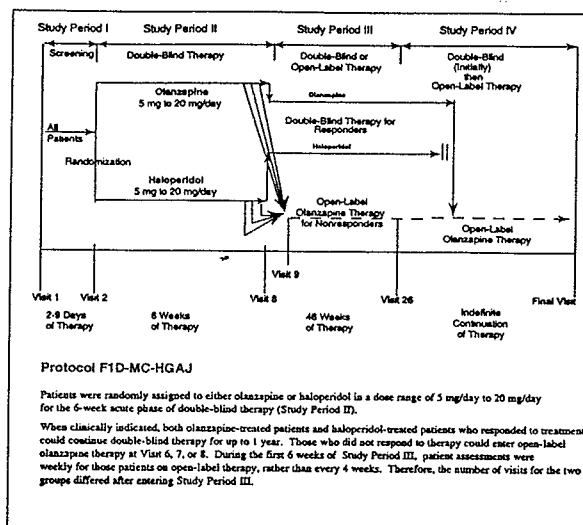 Study Period I
Study Period II
Study Period III
Study Period IV
Screening
Double-Blind Therapy
Double-Blind or
Open-Label Therapy
Double-Blind
(Initially)
then
Open-Label Therapy
Olanzapine
5 mg to 20 mg/day
Olanzapine
All
Patients
Double-Blind Therapy for
Responders
Haloperidol
Randomization
Haloperidol
5 mg to 20 mg/day
Open-Label
Olanzapine Therapy
for Nonresponders
Open-Label
Olanzapine Therapy
Visit 1
Visit 2
Visit 8
Visit 9
Visit 26
Final Visit
2-9 Days
of Therapy
6 Weeks
of Therapy
46 Weeks
of Therapy
Indefinite
Continuation
of Therapy
Protocol F1D-MC-HGAJ
Patients were randomly assigned to either olanzapine or haloperidol in a dose range of 5 mg/day to 20 mg/day
for the 6-week acute phase of double-blind therapy (Study Period II).
When clinically indicated, both olanzapine-treated patients and haloperidol-treated patients who responded to treatment
could continue double-blind therapy for up to 1 year. Those who did not respond to therapy could enter open-label
olanzapine therapy at Visit 6, 7, or 8. During the first 6 weeks of Study Period III, patient assessments were
weekly for those patients on open-label therapy, rather than every 4 weeks. Therefore, the number of visits for the two
groups differed after entering Study Period III.